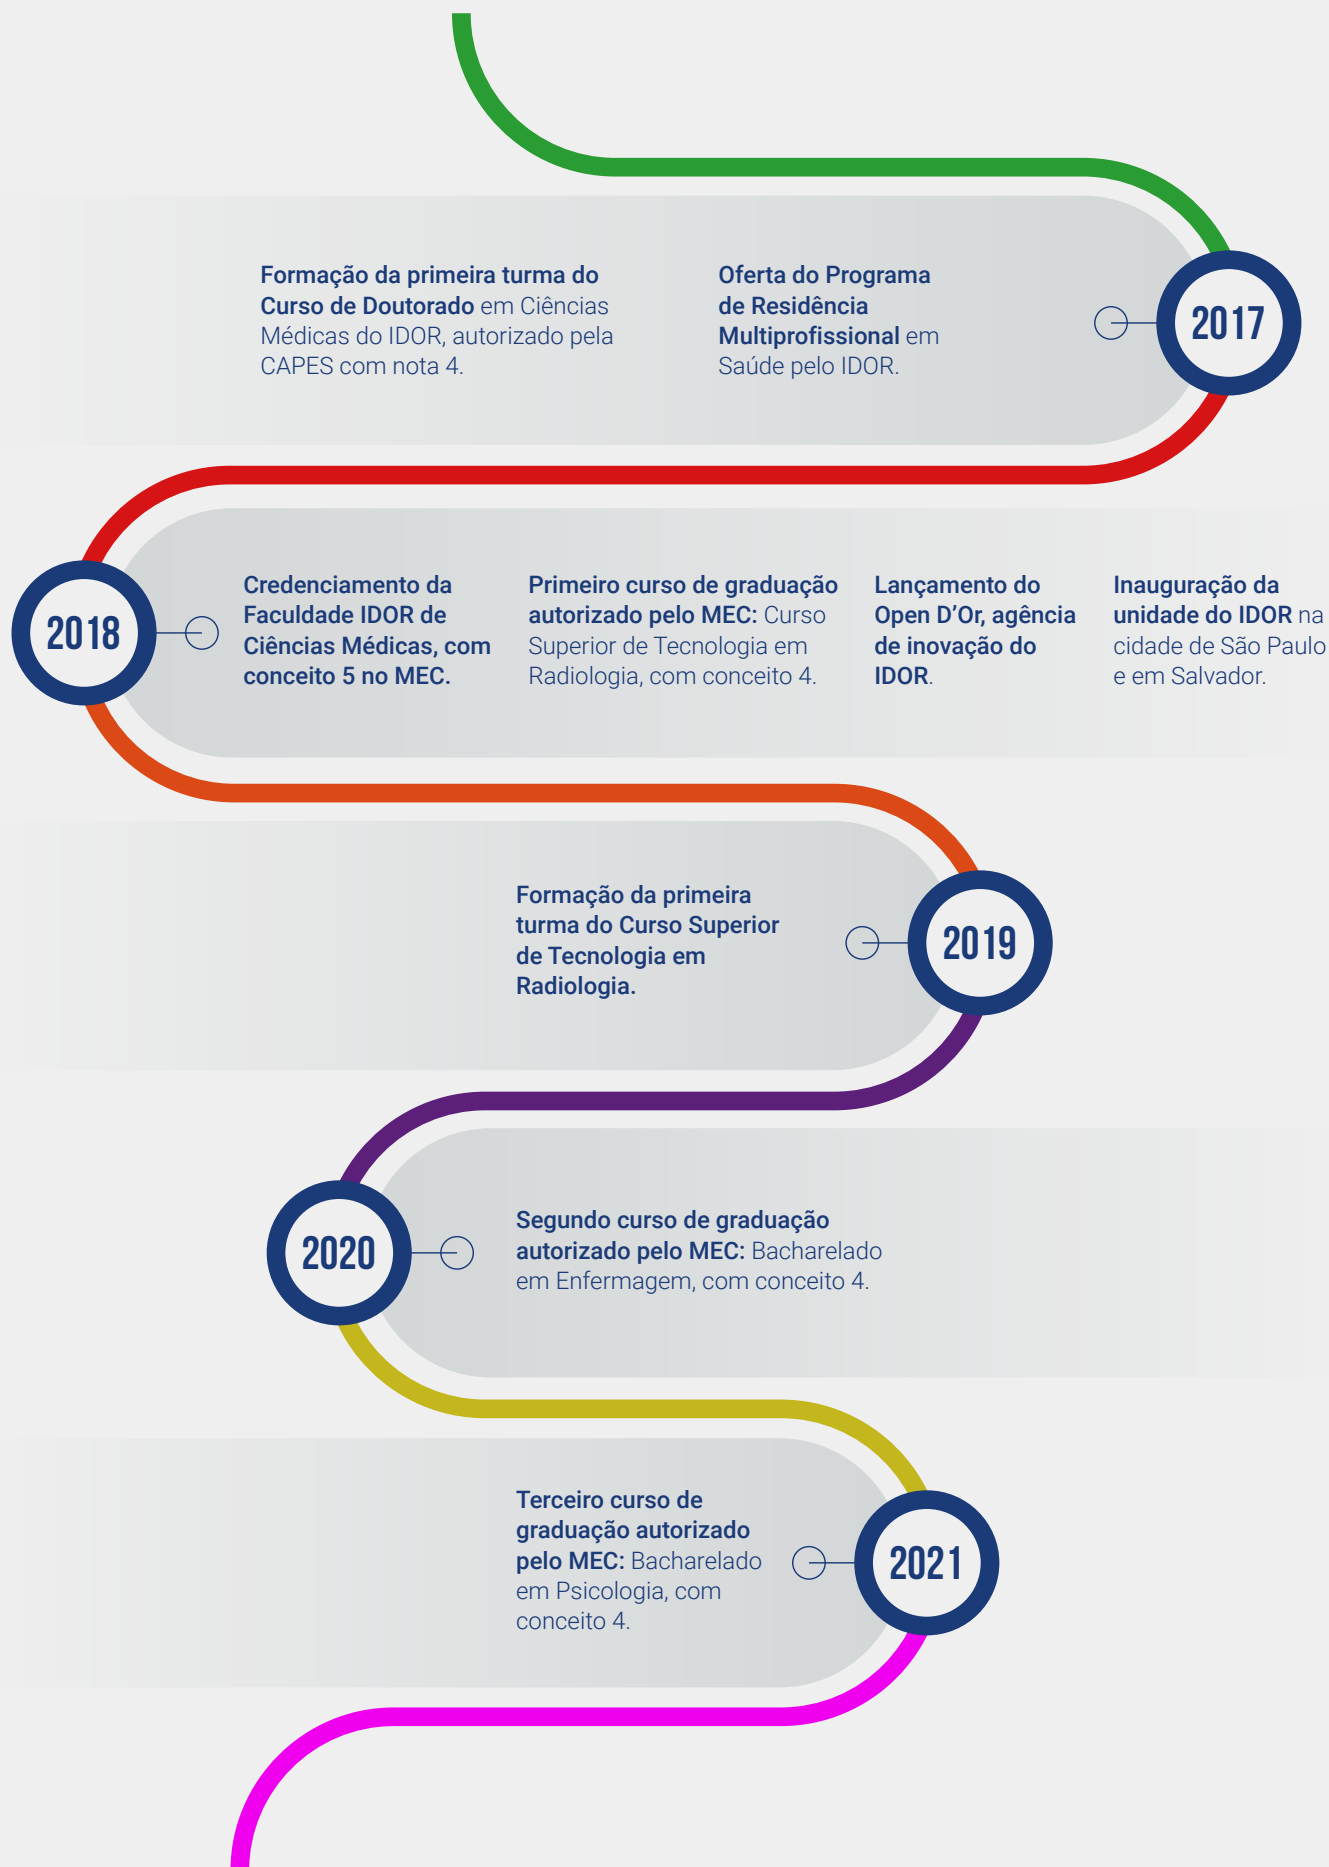 2017
Formação da primeira turma do
Curso de Doutorado em Ciências
Médicas do IDOR, autorizado pela
CAPES com nota 4.
Oferta do Programa
de Residência
Multiprofissional em
Saúde pelo IDOR.
2018
Credenciamento da
Faculdade IDOR de
Ciências Médicas, com
conceito 5 no MEC.
Primeiro curso de graduação
autorizado pelo MEC: Curso
Superior de Tecnologia em
Radiologia, com conceito 4.
Lançamento do
Open D’Or, agência
de inovação do
IDOR.
Inauguração da
unidade do IDOR na
cidade de São Paulo
e em Salvador.
2019
Formação da primeira
turma do Curso Superior
de Tecnologia em
Radiologia.
2020
Segundo curso de graduação
autorizado pelo MEC: Bacharelado
em Enfermagem, com conceito 4.
2021
Terceiro curso de
graduação autorizado
pelo MEC: Bacharelado
em Psicologia, com
conceito 4.